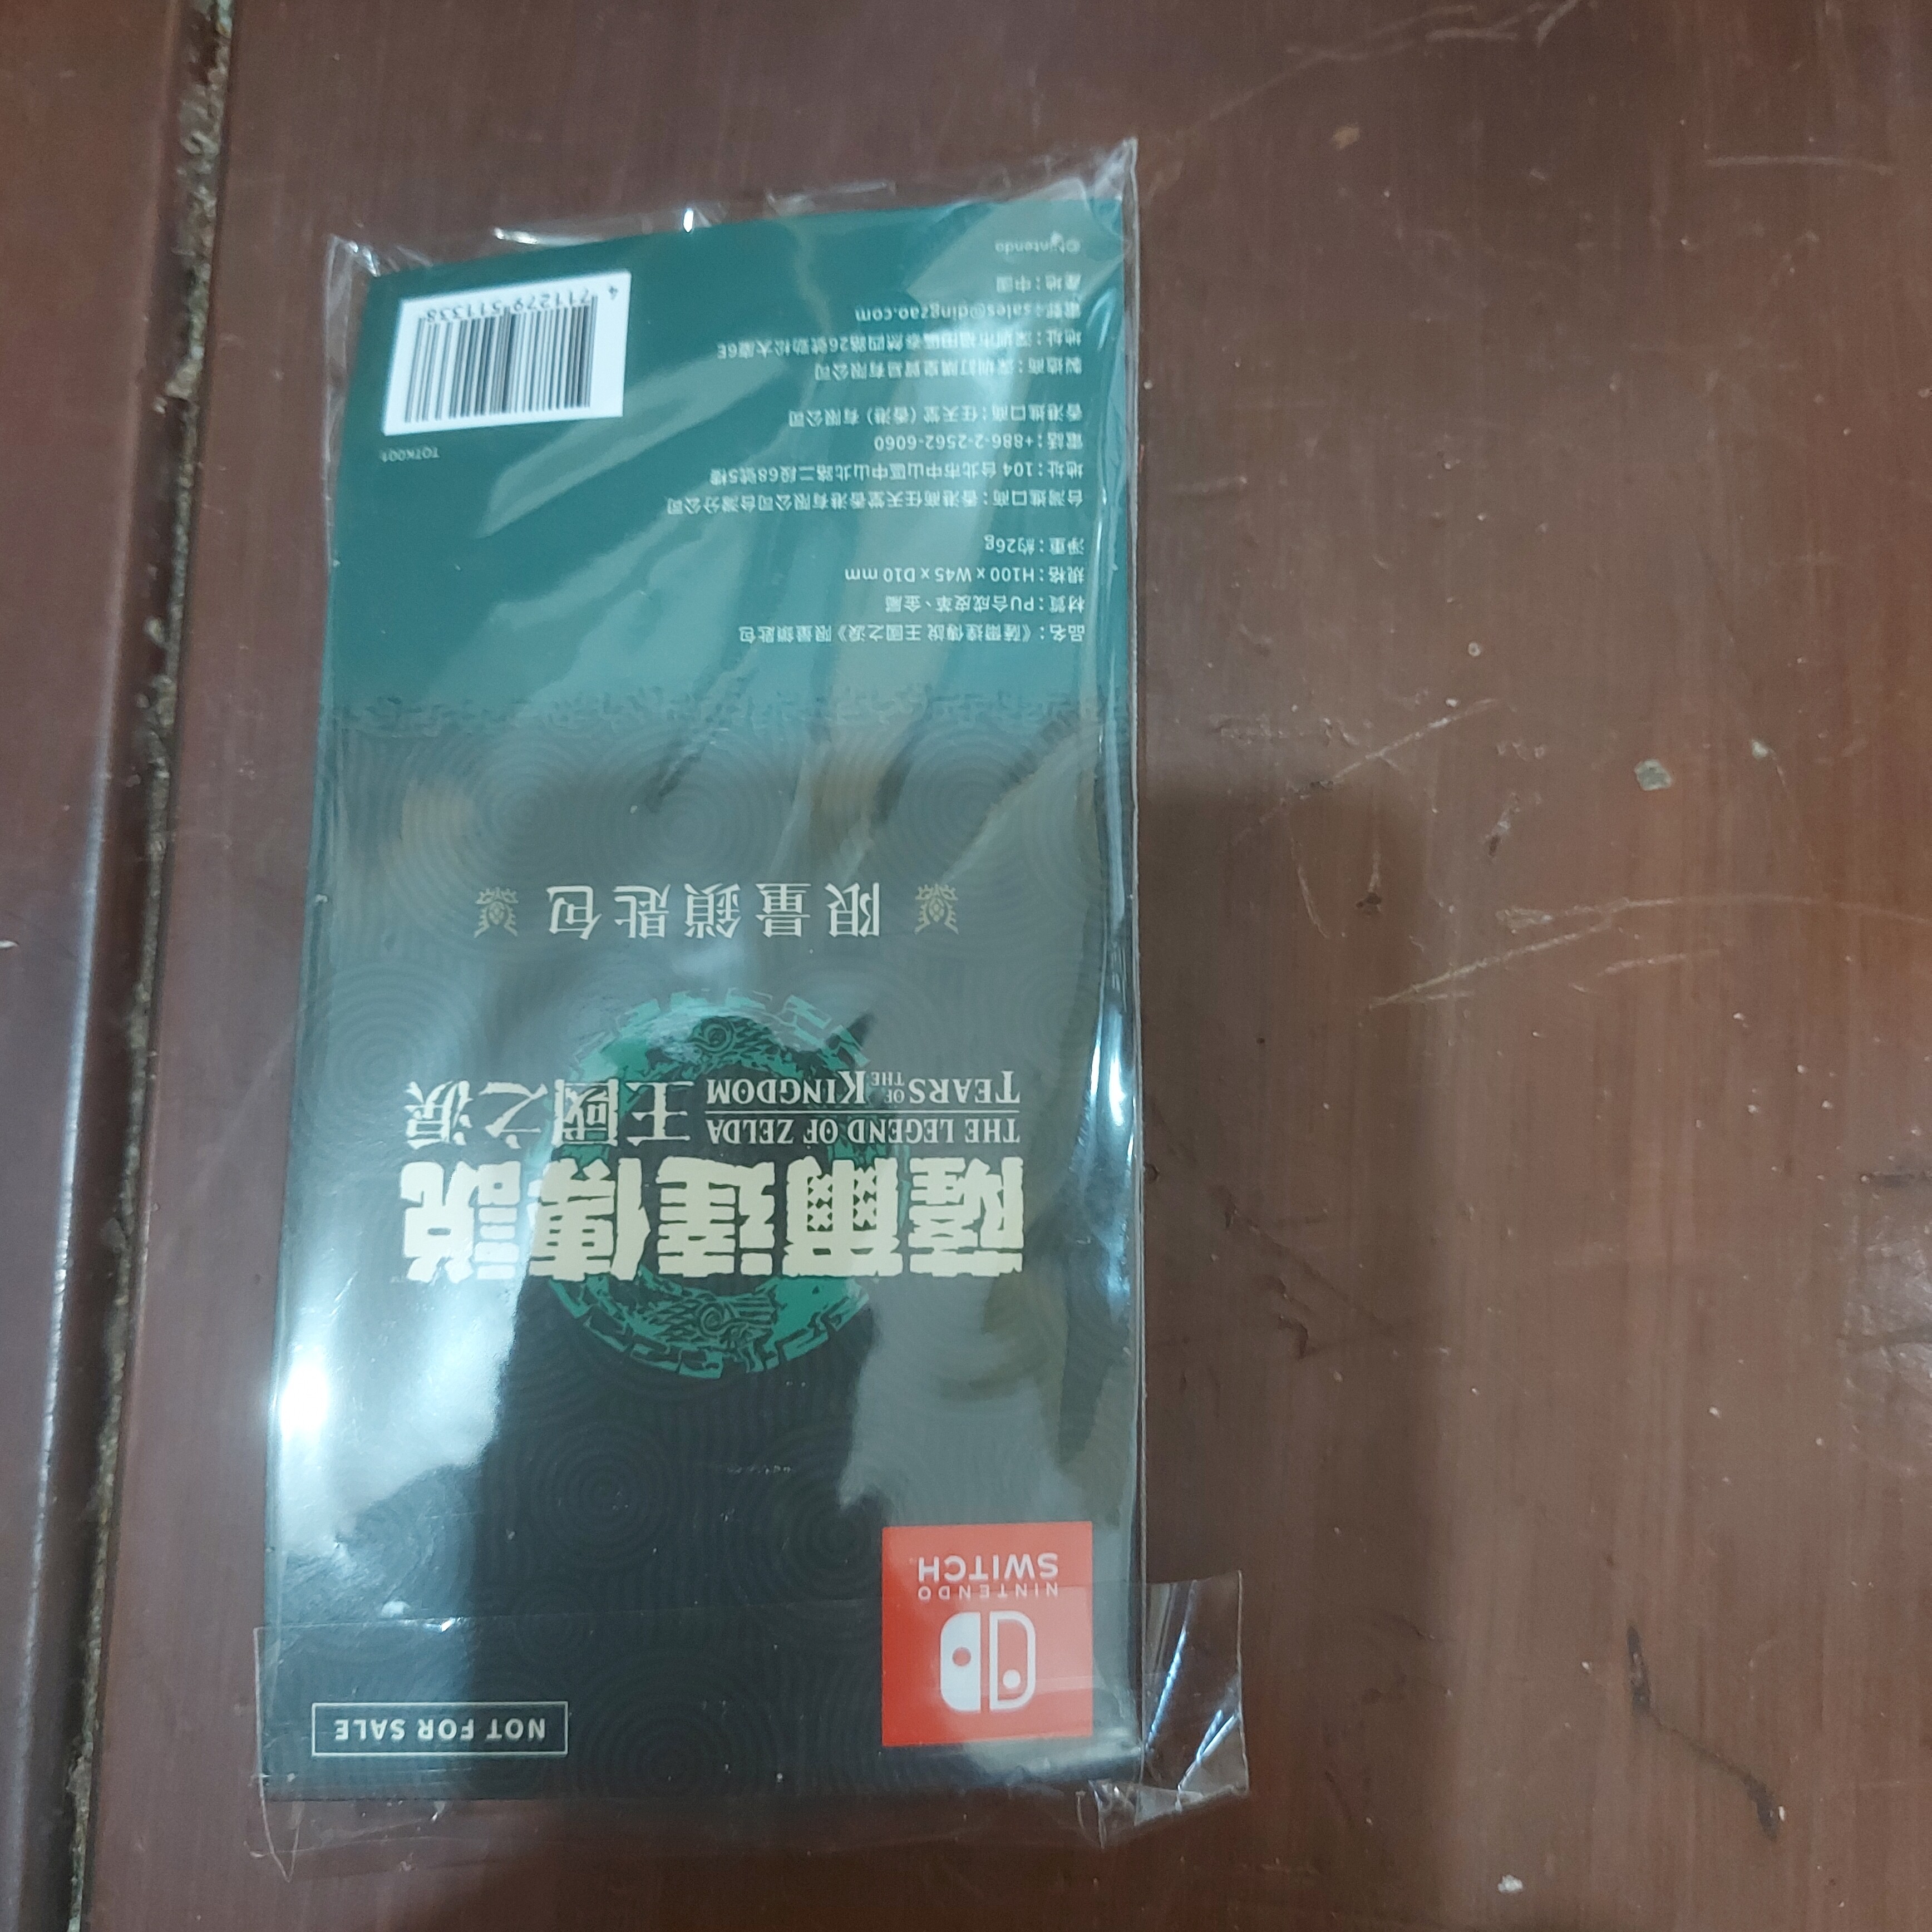 NOT FOR SALE
NINTENDO
SWITCH
薩爾達傳說
THE LEGEND OF ZELDA
TEARS OF THE KINGDOM
王國之淚
限量鎖匙包
品名：《薩爾達傳說 王國之淚》限量鎖匙包
材質：PU合成皮革、金屬
規格：H100 x W45 x D10 mm
淨重：約26g
台灣進口商：香港商任天堂香港有限公司台灣分公司
地址：104 台北市中山區中山北路二段68號5樓
電話：+886-2-2562-6060
香港進口商：任天堂（香港）有限公司
製造商：深圳訂購皇貿易有限公司
地址：深圳市福田區泰然四路26號勁松大廈6E
電郵：sales@dingzao.com
產地：中國
©Nintendo
TOTK001
4 711279 511338